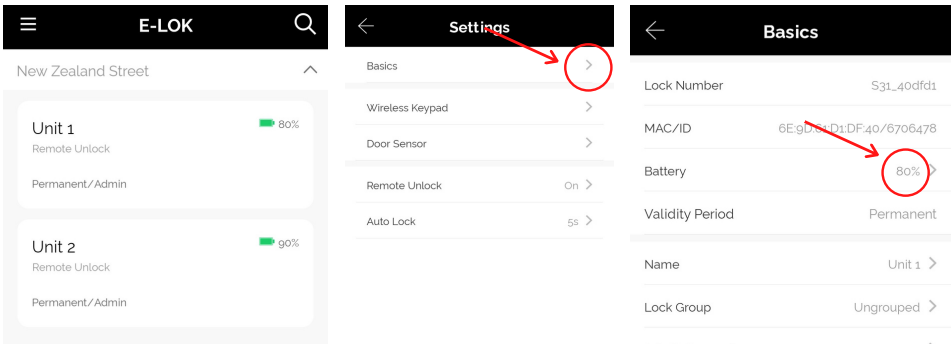 E-LOK
New Zealand Street
Unit 1
80%
Remote Unlock
Permanent/Admin
Unit 2
90%
Remote Unlock
Permanent/Admin
Settings
Basics
Wireless Keypad
Door Sensor
Remote Unlock On
Auto Lock 5s
Basics
Lock Number S31_40dfd1
MAC/ID
Battery 80%
Validity Period Permanent
Name Unit 1
Lock Group Ungrouped